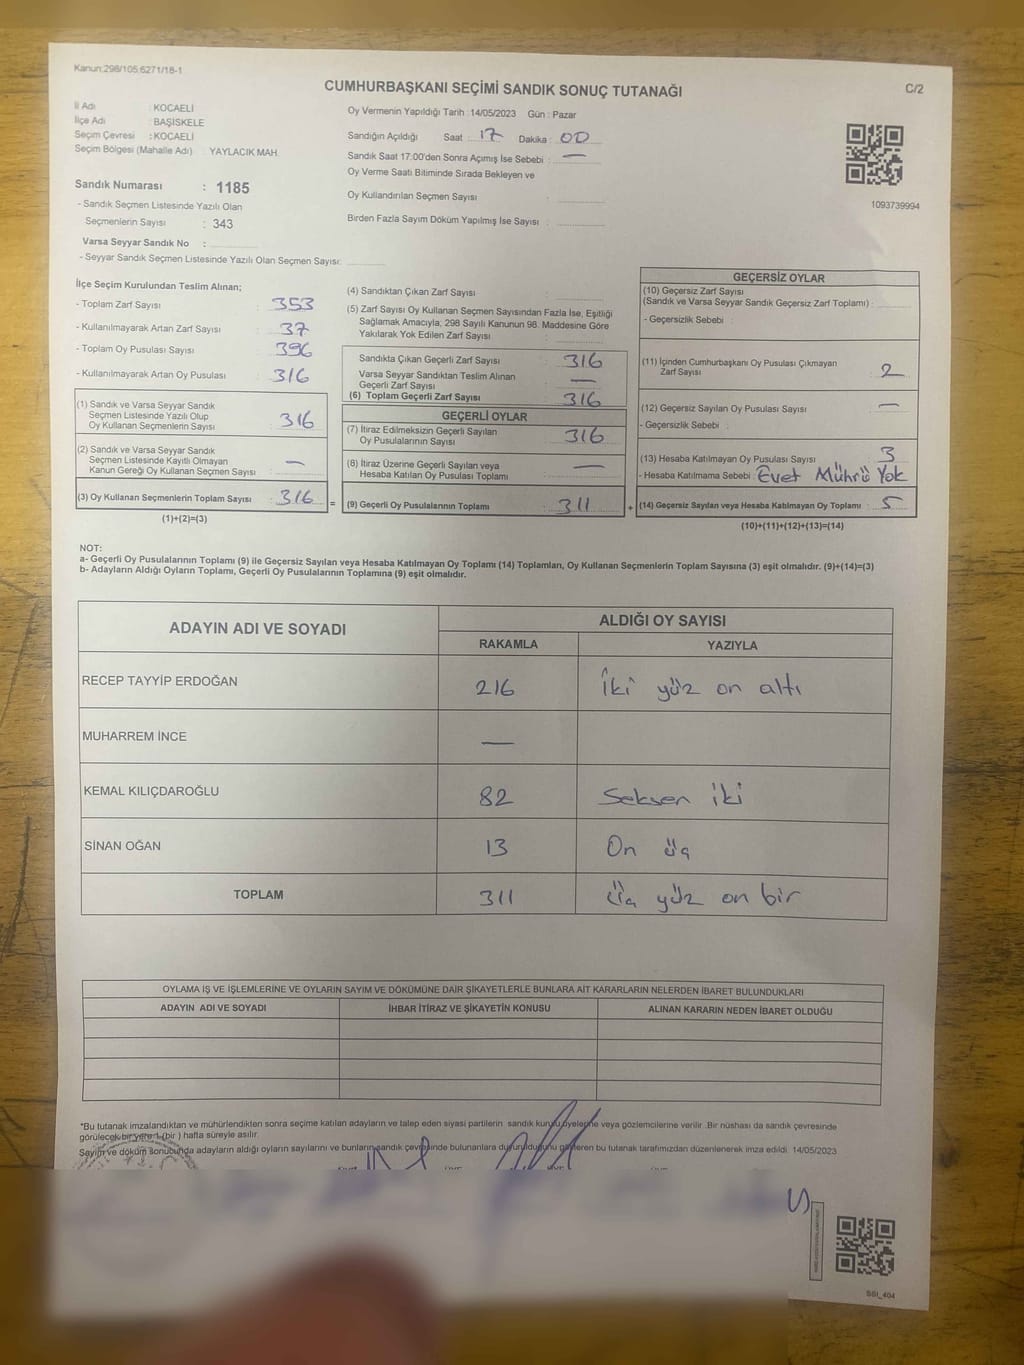 Kanun:298/105;6271/18-1
CUMHURBAŞKANI SEÇİMİ SANDIK SONUÇ TUTANAĞI
C/2
İl Adı : KOCAELİ
İlçe Adı : BAŞİSKELE
Seçim Çevresi : KOCAELİ
Seçim Bölgesi (Mahalle Adı) : YAYLACIK MAH.
Oy Vermenin Yapıldığı Tarih : 14/05/2023 Gün : Pazar
Sandığın Açıldığı Saat : 17 Dakika : 00
Sandık Saat 17:00'den Sonra Açımış İse Sebebi : —
Oy Verme Saati Bitiminde Sırada Bekleyen ve
Oy Kullandırılan Seçmen Sayısı :
Birden Fazla Sayım Döküm Yapılmış İse Sayısı :
1093739994
Sandık Numarası : 1185
- Sandık Seçmen Listesinde Yazılı Olan
Seçmenlerin Sayısı : 343
Varsa Seyyar Sandık No :
- Seyyar Sandık Seçmen Listesinde Yazılı Olan Seçmen Sayısı:
İlçe Seçim Kurulundan Teslim Alınan;
- Toplam Zarf Sayısı : 353
- Kullanılmayarak Artan Zarf Sayısı : 37
- Toplam Oy Pusulası Sayısı : 396
- Kullanılmayarak Artan Oy Pusulası : 316
(1) Sandık ve Varsa Seyyar Sandık
Seçmen Listesinde Yazılı Olup
Oy Kullanan Seçmenlerin Sayısı : 316
(2) Sandık ve Varsa Seyyar Sandık
Seçmen Listesinde Kayıtlı Olmayan
Kanun Gereği Oy Kullanan Seçmen Sayısı : —
(3) Oy Kullanan Seçmenlerin Toplam Sayısı : 316 =
(1)+(2)=(3)
(4) Sandıktan Çıkan Zarf Sayısı :
(5) Zarf Sayısı Oy Kullanan Seçmen Sayısından Fazla İse, Eşitliği
Sağlamak Amacıyla; 298 Sayılı Kanunun 98. Maddesine Göre
Yakılarak Yok Edilen Zarf Sayısı :
Sandıkta Çıkan Geçerli Zarf Sayısı : 316
Varsa Seyyar Sandıktan Teslim Alınan
Geçerli Zarf Sayısı : —
(6) Toplam Geçerli Zarf Sayısı : 316
GEÇERLİ OYLAR
(7) İtiraz Edilmeksizin Geçerli Sayılan
Oy Pusulalarının Sayısı : 316
(8) İtiraz Üzerine Geçerli Sayılan veya
Hesaba Katılan Oy Pusulası Toplamı : —
(9) Geçerli Oy Pusulalarının Toplamı : 311 +
GEÇERSİZ OYLAR
(10) Geçersiz Zarf Sayısı
(Sandık ve Varsa Seyyar Sandık Geçersiz Zarf Toplamı) :
- Geçersizlik Sebebi :
(11) İçinden Cumhurbaşkanı Oy Pusulası Çıkmayan
Zarf Sayısı : 2
(12) Geçersiz Sayılan Oy Pusulası Sayısı : —
- Geçersizlik Sebebi :
(13) Hesaba Katılmayan Oy Pusulası Sayısı : 3
- Hesaba Katılmama Sebebi : Evet Mührü Yok
(14) Geçersiz Sayılan veya Hesaba Katılmayan Oy Toplamı : 5
(10)+(11)+(12)+(13)=(14)
NOT:
a- Geçerli Oy Pusulalarının Toplamı (9) ile Geçersiz Sayılan veya Hesaba Katılmayan Oy Toplamı (14) Toplamları, Oy Kullanan Seçmenlerin Toplam Sayısına (3) eşit olmalıdır. (9)+(14)=(3)
b- Adayların Aldığı Oyların Toplamı, Geçerli Oy Pusulalarının Toplamına (9) eşit olmalıdır.
ADAYIN ADI VE SOYADI
ALDIĞI OY SAYISI
RAKAMLA YAZIYLA
RECEP TAYYİP ERDOĞAN 216 İki yüz on altı
MUHARREM İNCE —
KEMAL KILIÇDAROĞLU 82 Seksen iki
SİNAN OĞAN 13 On üç
TOPLAM 311 Üç yüz on bir
OYLAMA İŞ VE İŞLEMLERİNE VE OYLARIN SAYIM VE DÖKÜMÜNE DAİR ŞİKAYETLERLE BUNLARA AİT KARARLARIN NELERDEN İBARET BULUNDUKLARI
ADAYIN ADI VE SOYADI İHBAR İTİRAZ VE ŞİKAYETİN KONUSU ALINAN KARARIN NEDEN İBARET OLDUĞU
"Bu tutanak imzalandıktan ve mühürlendikten sonra seçime katılan adayların ve talep eden siyasi partilerin sandık kurulu üyelerine veya gözlemcilerine verilir. Bir nüshası da sandık çevresinde
görülecek bir yere 1 (bir) hafta süreyle asılır.
Sayım ve döküm sonucunda adayların aldığı oyların sayılarını ve bunların sandık çevresinde bulunanlara duyurulduğunu gösteren bu tutanak tarafımızdan düzenlenerek imza edildi. 14/05/2023
SSI_404